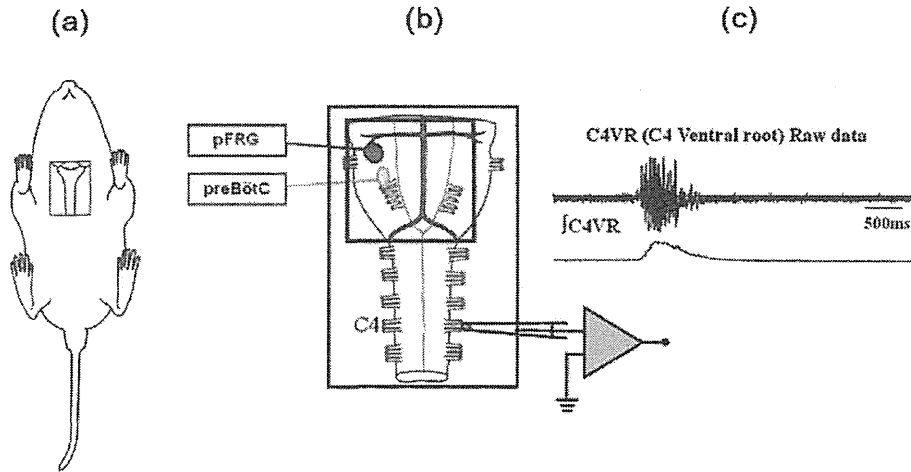 (a)
(b)
(c)
pFRG
preBötC
C4
C4VR (C4 Ventral root) Raw data
∫C4VR
500ms